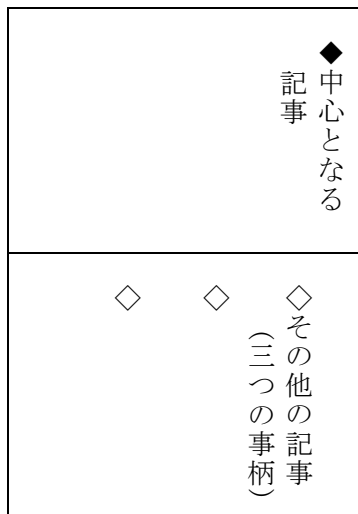 ◆中心となる
記事
◇その他の記事
（三つの事柄）
◇
◇